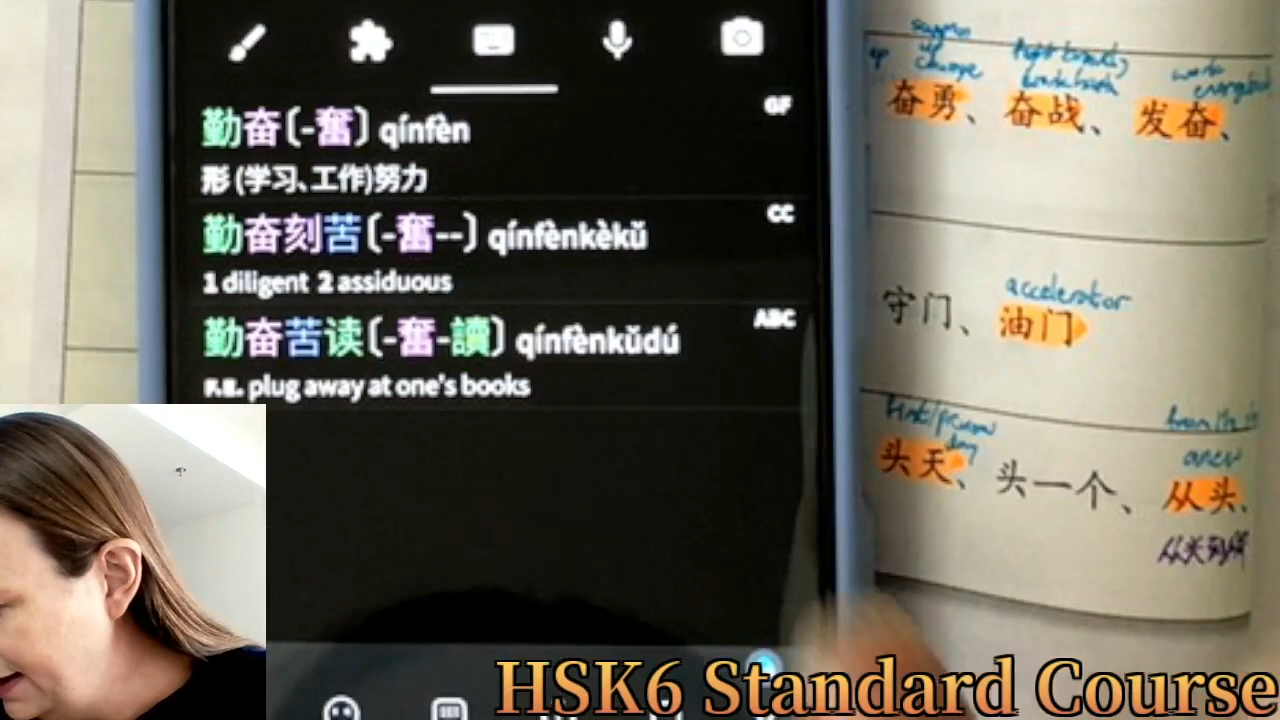 勤奋〔-奮〕 qínfèn GF
形 (学习、工作)努力
勤奋刻苦〔-奮--〕 qínfènkèkǔ CC
1 diligent 2 assiduous
勤奋苦读〔-奮-讀〕 qínfènkǔdú ABC
F.E. plug away at one's books
奋勇、奋战、发奋、
accelerator
守门、油门
day
anew
头天、头一个、从头、
HSK6 Standard Course